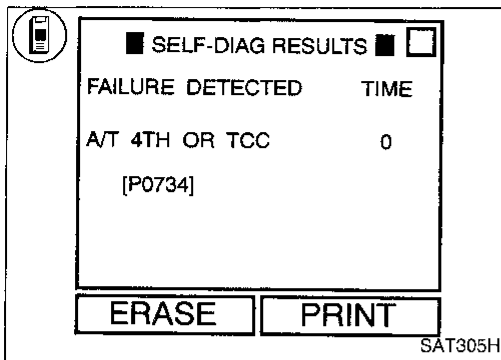 SELF-DIAG RESULTS
FAILURE DETECTED TIME
A/T 4TH OR TCC 0
[P0734]
ERASE PRINT
SAT305H